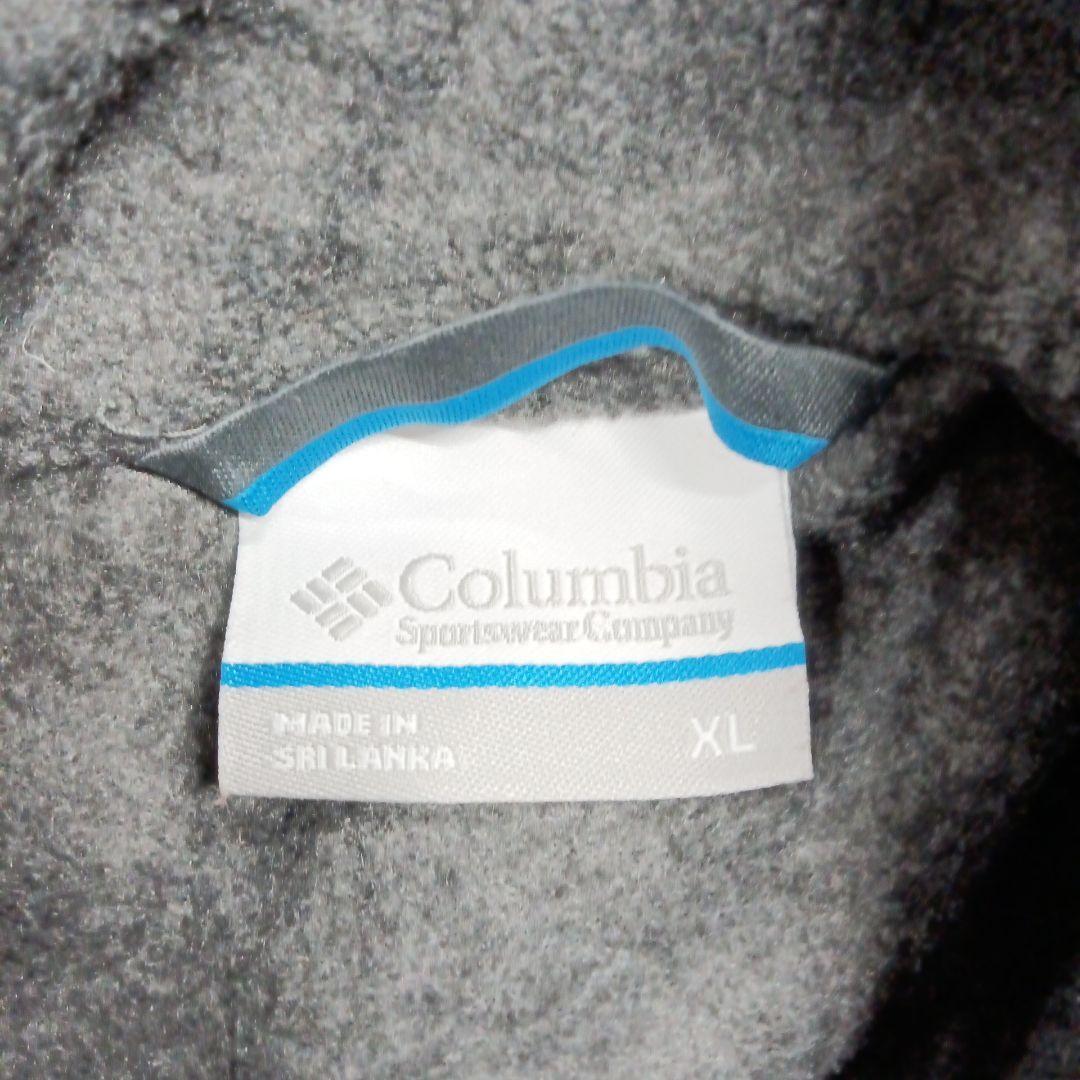 Columbia
Sportswear Company
MADE IN
SRI LANKA
XL